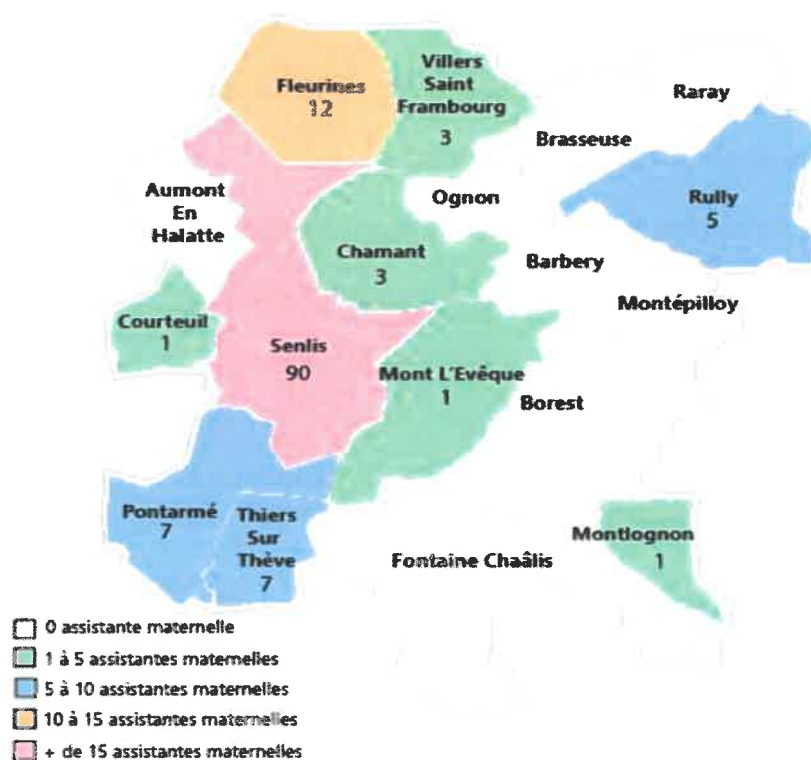 Fleurines
12
Villers
Saint
Frambourg
3
Raray
Brasseuse
Aumont
En
Halatte
Ognon
Rully
5
Chamant
3
Barbery
Montépilloy
Courteuil
1
Senlis
90
Mont L'Evêque
1
Borest
Pontarmé
7
Thiers
Sur
Thève
7
Fontaine Chaâlis
Montlognon
1
0 assistante maternelle
1 à 5 assistantes maternelles
5 à 10 assistantes maternelles
10 à 15 assistantes maternelles
+ de 15 assistantes maternelles